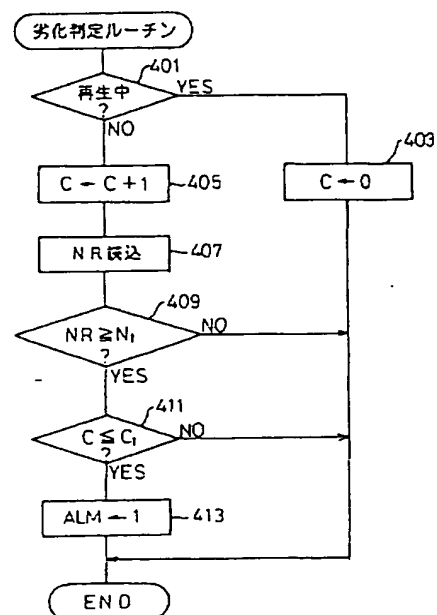 劣化判定ルーチン
401
再生中
?
YES
NO
403
C ← C+1
405
C ← 0
NR読込
407
409
NR ≧ N₁
?
NO
YES
411
C ≦ C₁
?
NO
YES
ALM ← 1
413
END